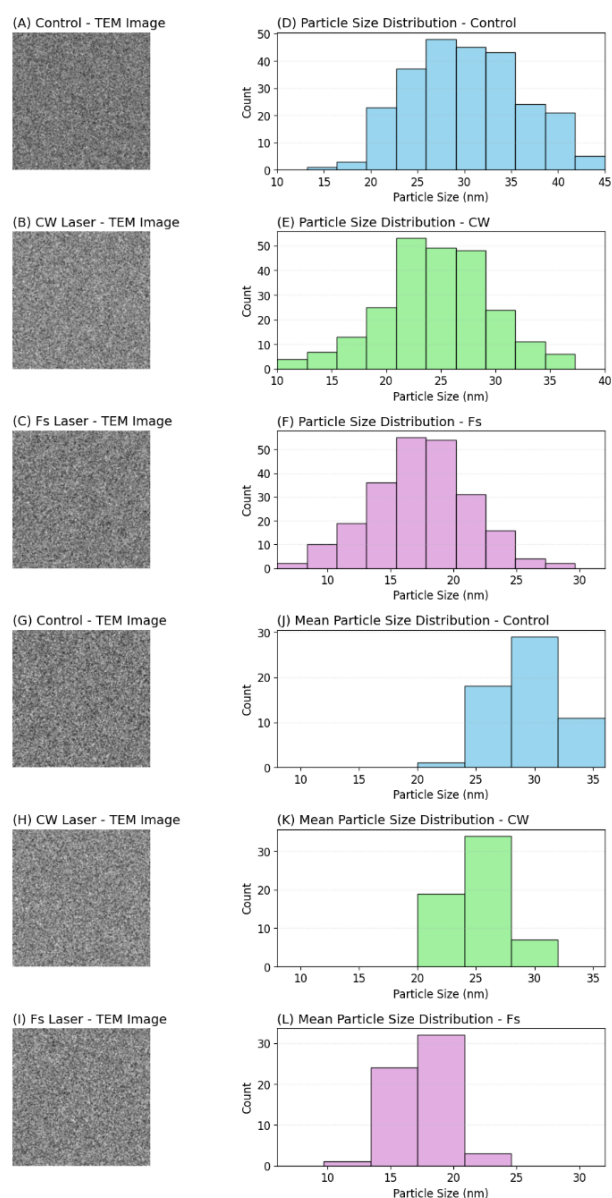 (A) Control - TEM Image
(D) Particle Size Distribution - Control
50
40
30
20
10
0
Count
10 15 20 25 30 35 40 45
Particle Size (nm)
(B) CW Laser - TEM Image
(E) Particle Size Distribution - CW
50
40
30
20
10
0
Count
10 15 20 25 30 35 40
Particle Size (nm)
(C) Fs Laser - TEM Image
(F) Particle Size Distribution - Fs
50
40
30
20
10
0
Count
10 15 20 25 30
Particle Size (nm)
(G) Control - TEM Image
(J) Mean Particle Size Distribution - Control
30
20
10
0
Count
10 15 20 25 30 35
Particle Size (nm)
(H) CW Laser - TEM Image
(K) Mean Particle Size Distribution - CW
30
20
10
0
Count
10 15 20 25 30 35
Particle Size (nm)
(I) Fs Laser - TEM Image
(L) Mean Particle Size Distribution - Fs
30
20
10
0
Count
10 15 20 25 30
Particle Size (nm)